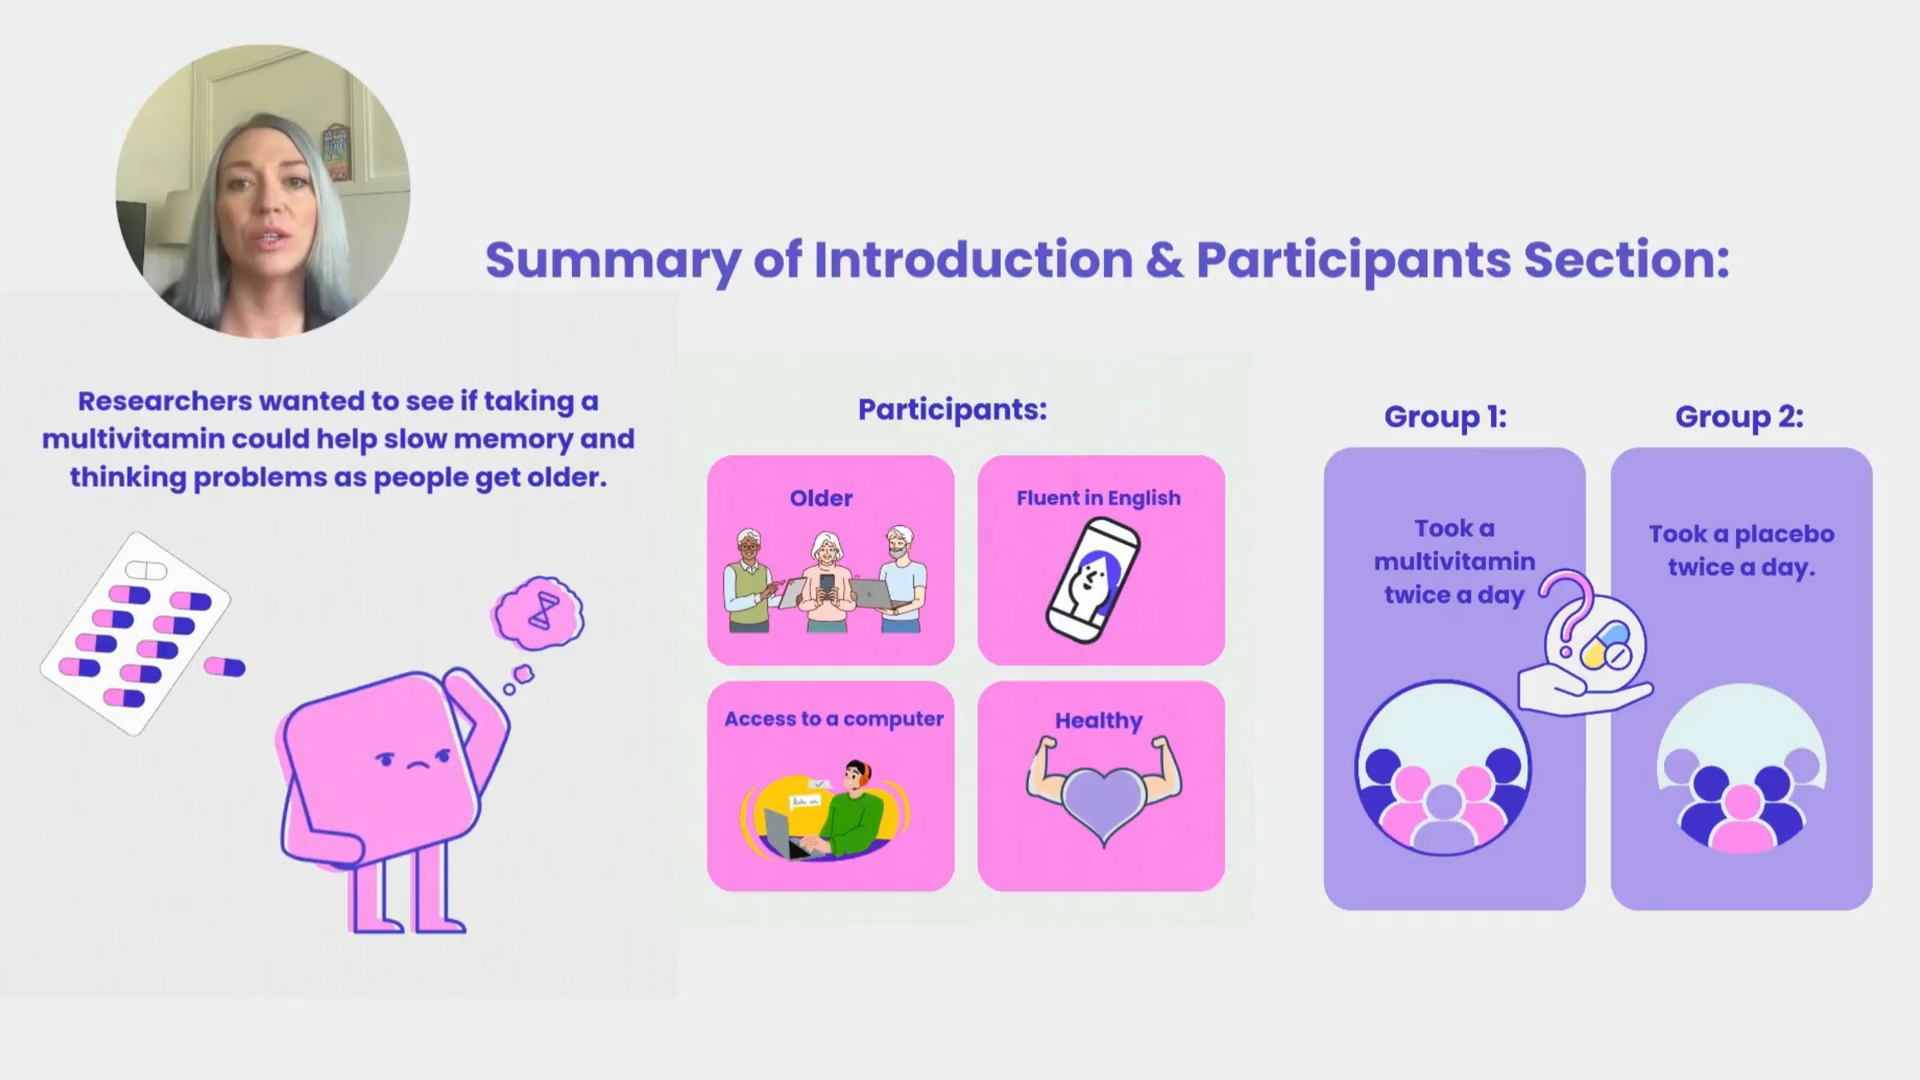 Summary of Introduction & Participants Section:
Researchers wanted to see if taking a
multivitamin could help slow memory and
thinking problems as people get older.
Participants:
Older
Fluent in English
Access to a computer
Healthy
Group 1:
Took a
multivitamin
twice a day
Group 2:
Took a placebo
twice a day.